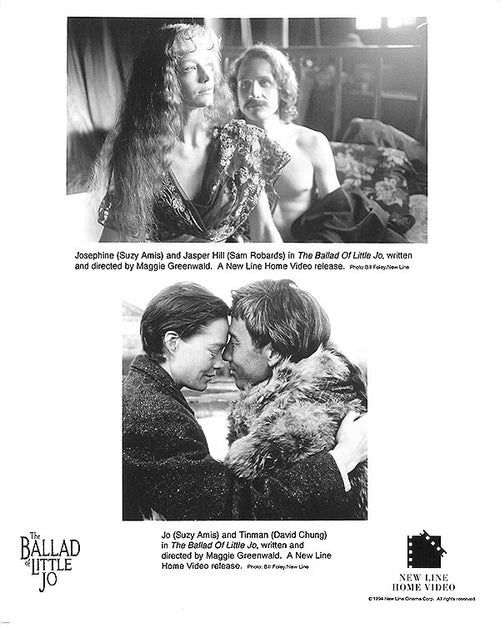 Josephine (Suzy Amis) and Jasper Hill (Sam Robards) in The Ballad Of Little Jo, written
and directed by Maggie Greenwald. A New Line Home Video release. Photo: Bill Foley/New Line
Jo (Suzy Amis) and Tinman (David Chung)
in The Ballad Of Little Jo, written and
directed by Maggie Greenwald. A New Line
Home Video release. Photo: Bill Foley/New Line
The
BALLAD
of LITTLE
JO
NEW LINE
HOME VIDEO
© 1994 New Line Cinema Corp. All rights reserved.